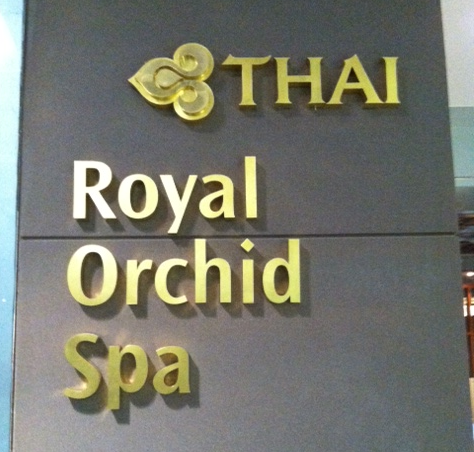 THAI
Royal
Orchid
Spa